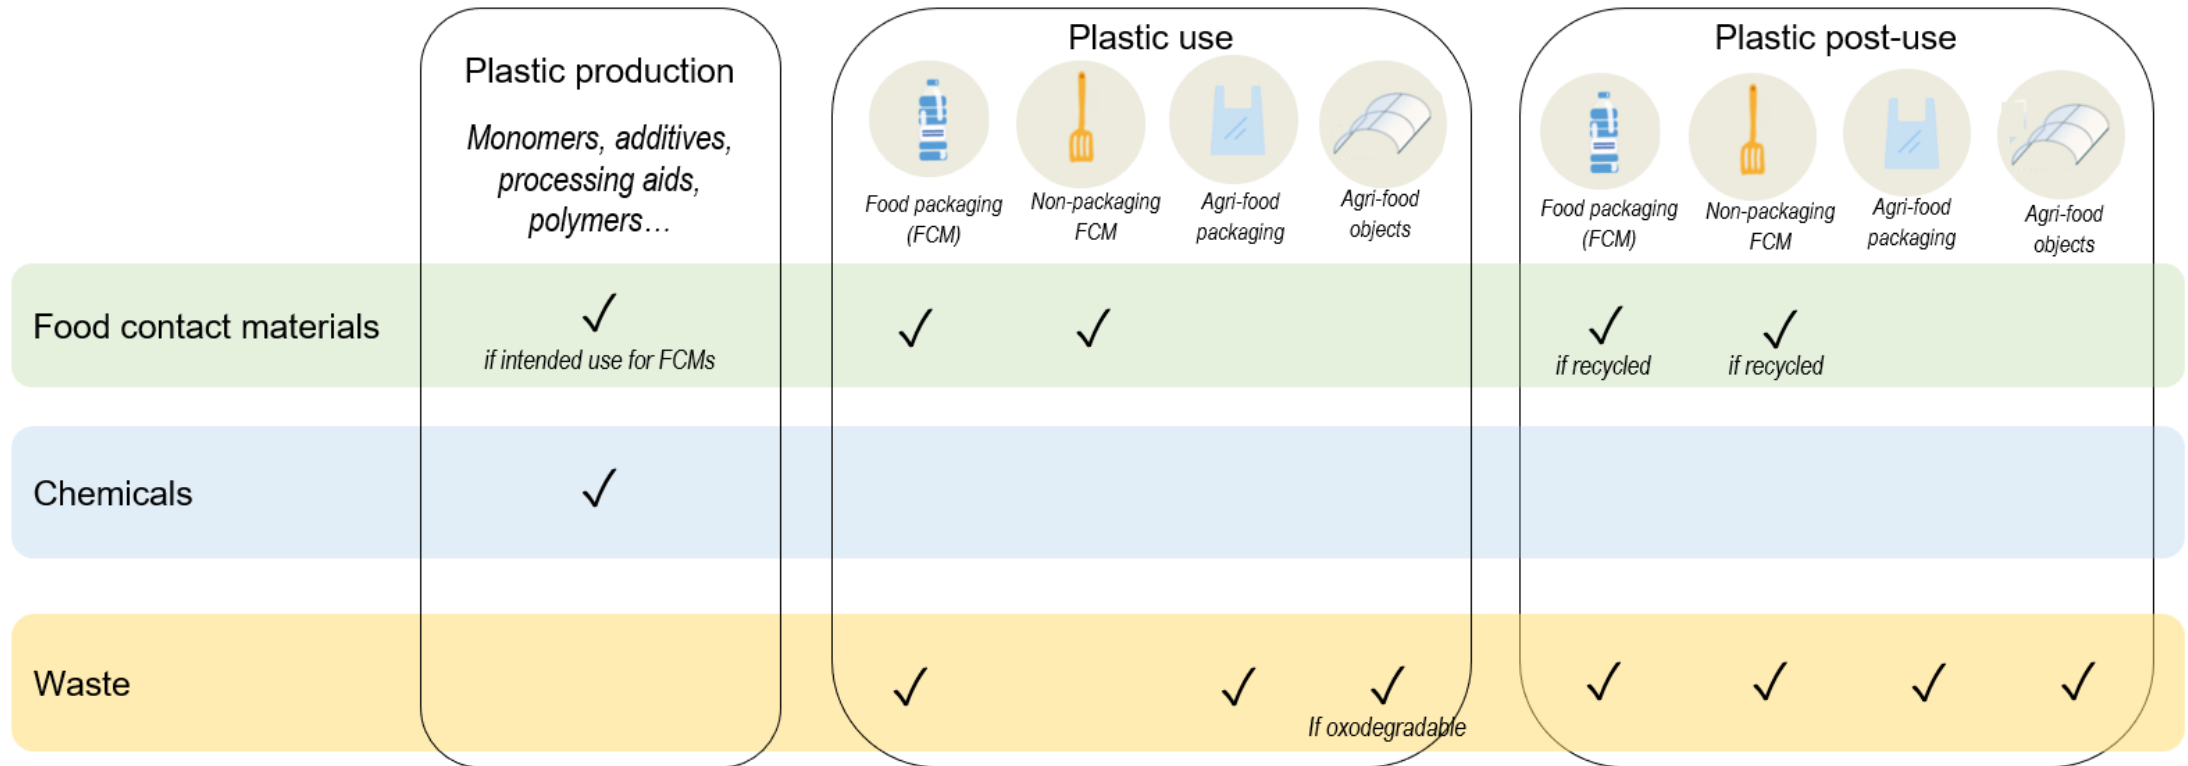 Plastic production
Monomers, additives,
processing aids,
polymers…
Plastic use
Food packaging
(FCM)
Non-packaging
FCM
Agri-food
packaging
Agri-food
objects
Plastic post-use
Food packaging
(FCM)
Non-packaging
FCM
Agri-food
packaging
Agri-food
objects
Food contact materials
✓ ✓ ✓ ✓ ✓
if intended use for FCMs
if recycled
if recycled
Chemicals
✓
Waste
✓ ✓ ✓ ✓ ✓ ✓ ✓
If oxodegradable